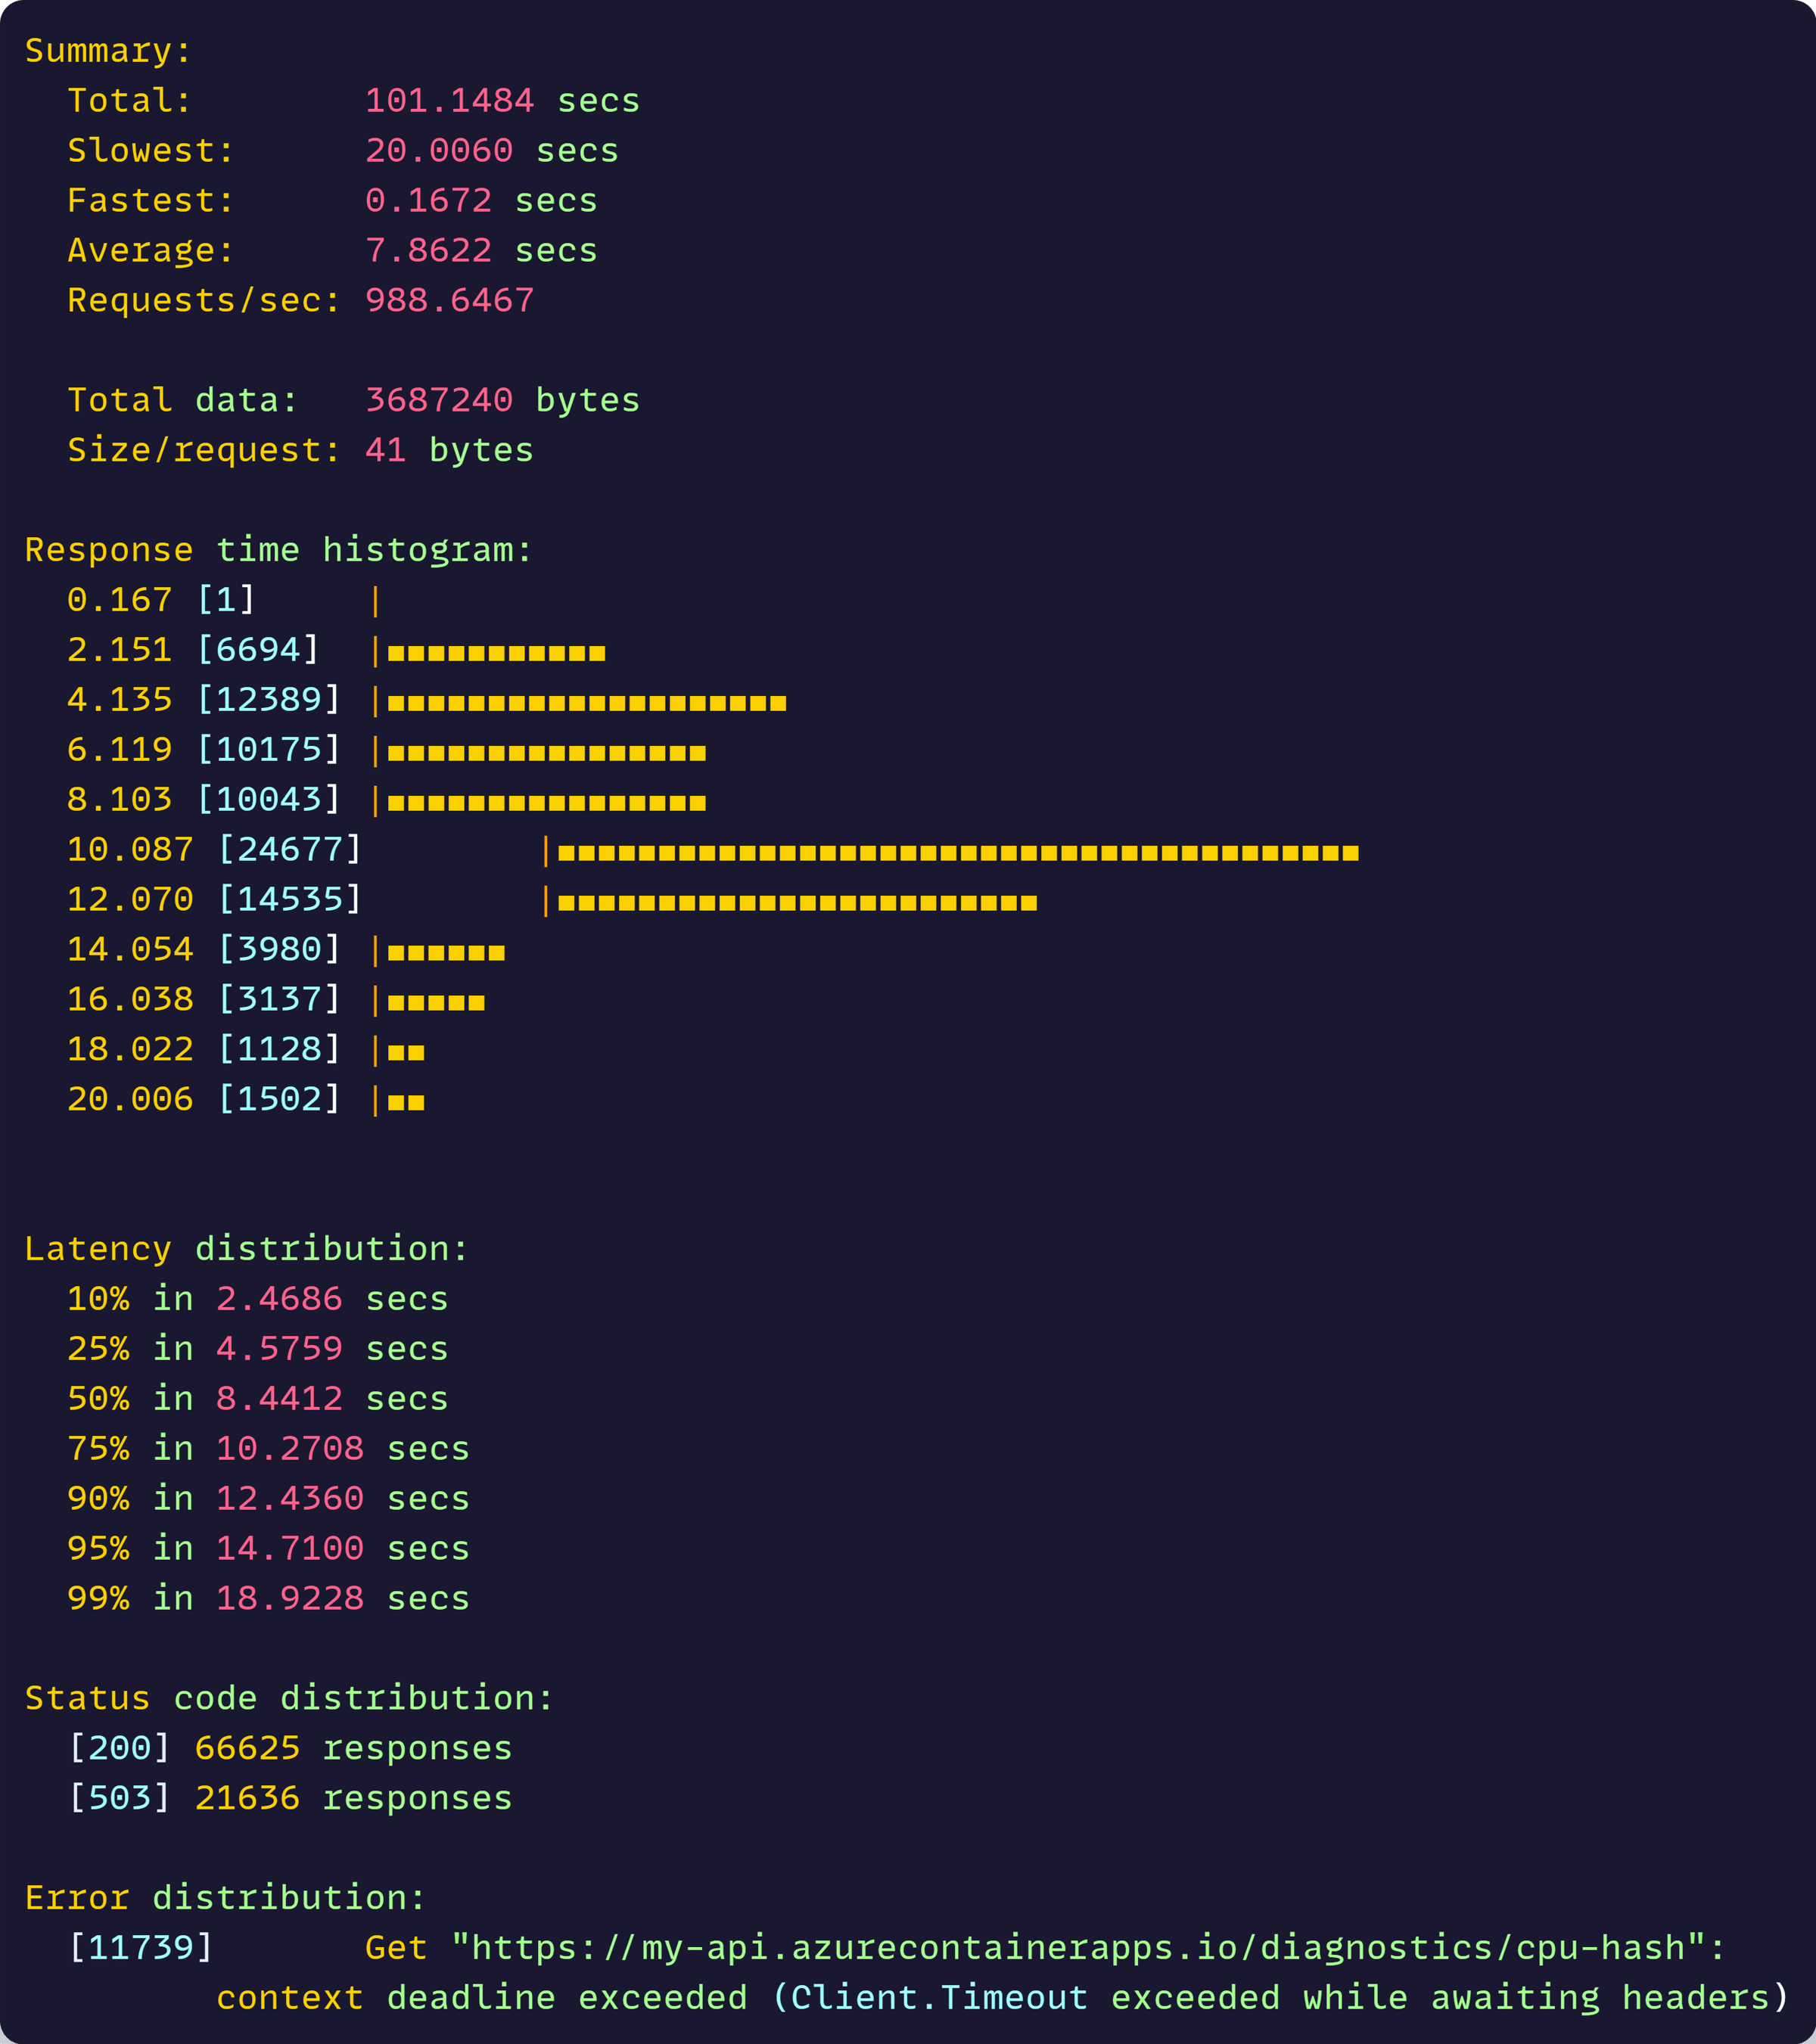 Summary:
  Total:        101.1484 secs
  Slowest:      20.0060 secs
  Fastest:      0.1672 secs
  Average:      7.8622 secs
  Requests/sec: 988.6467

  Total data:   3687240 bytes
  Size/request: 41 bytes

Response time histogram:
  0.167 [1]     |
  2.151 [6694]  |■■■■■■■■■■■
  4.135 [12389] |■■■■■■■■■■■■■■■■■■■■
  6.119 [10175] |■■■■■■■■■■■■■■■■
  8.103 [10043] |■■■■■■■■■■■■■■■■
  10.087 [24677]        |■■■■■■■■■■■■■■■■■■■■■■■■■■■■■■■■■■■■■■■■
  12.070 [14535]        |■■■■■■■■■■■■■■■■■■■■■■■■
  14.054 [3980] |■■■■■■
  16.038 [3137] |■■■■■
  18.022 [1128] |■■
  20.006 [1502] |■■

Latency distribution:
  10% in 2.4686 secs
  25% in 4.5759 secs
  50% in 8.4412 secs
  75% in 10.2708 secs
  90% in 12.4360 secs
  95% in 14.7100 secs
  99% in 18.9228 secs

Status code distribution:
  [200] 66625 responses
  [503] 21636 responses

Error distribution:
  [11739]       Get "https://my-api.azurecontainerapps.io/diagnostics/cpu-hash":
         context deadline exceeded (Client.Timeout exceeded while awaiting headers)